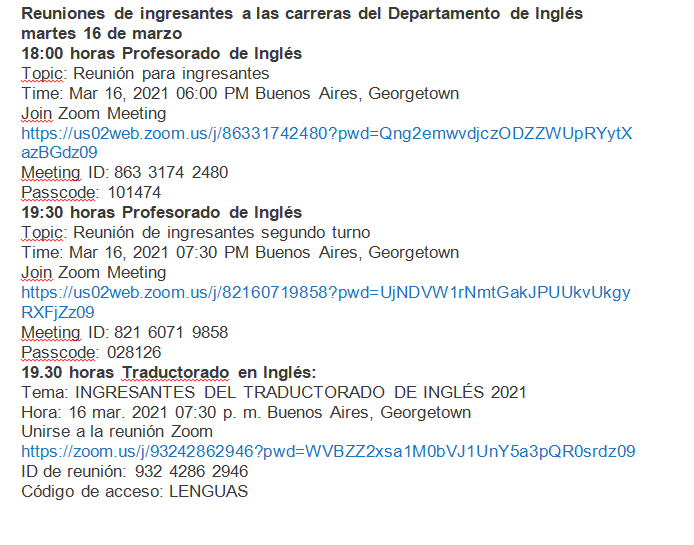 Reuniones de ingresantes a las carreras del Departamento de Inglés
martes 16 de marzo
18:00 horas Profesorado de Inglés
Topic: Reunión para ingresantes
Time: Mar 16, 2021 06:00 PM Buenos Aires, Georgetown
Join Zoom Meeting
https://us02web.zoom.us/j/86331742480?pwd=Qng2emwvdjczODZZWUpRYytX
azBGdz09
Meeting ID: 863 3174 2480
Passcode: 101474
19:30 horas Profesorado de Inglés
Topic: Reunión de ingresantes segundo turno
Time: Mar 16, 2021 07:30 PM Buenos Aires, Georgetown
Join Zoom Meeting
https://us02web.zoom.us/j/82160719858?pwd=UjNDVW1rNmtGakJPUUkvUkgy
RXFjZz09
Meeting ID: 821 6071 9858
Passcode: 028126
19.30 horas Traductorado en Inglés:
Tema: INGRESANTES DEL TRADUCTORADO DE INGLÉS 2021
Hora: 16 mar. 2021 07:30 p. m. Buenos Aires, Georgetown
Unirse a la reunión Zoom
https://zoom.us/j/93242862946?pwd=WVBZZ2xsa1M0bVJ1UnY5a3pQR0srdz09
ID de reunión: 932 4286 2946
Código de acceso: LENGUAS